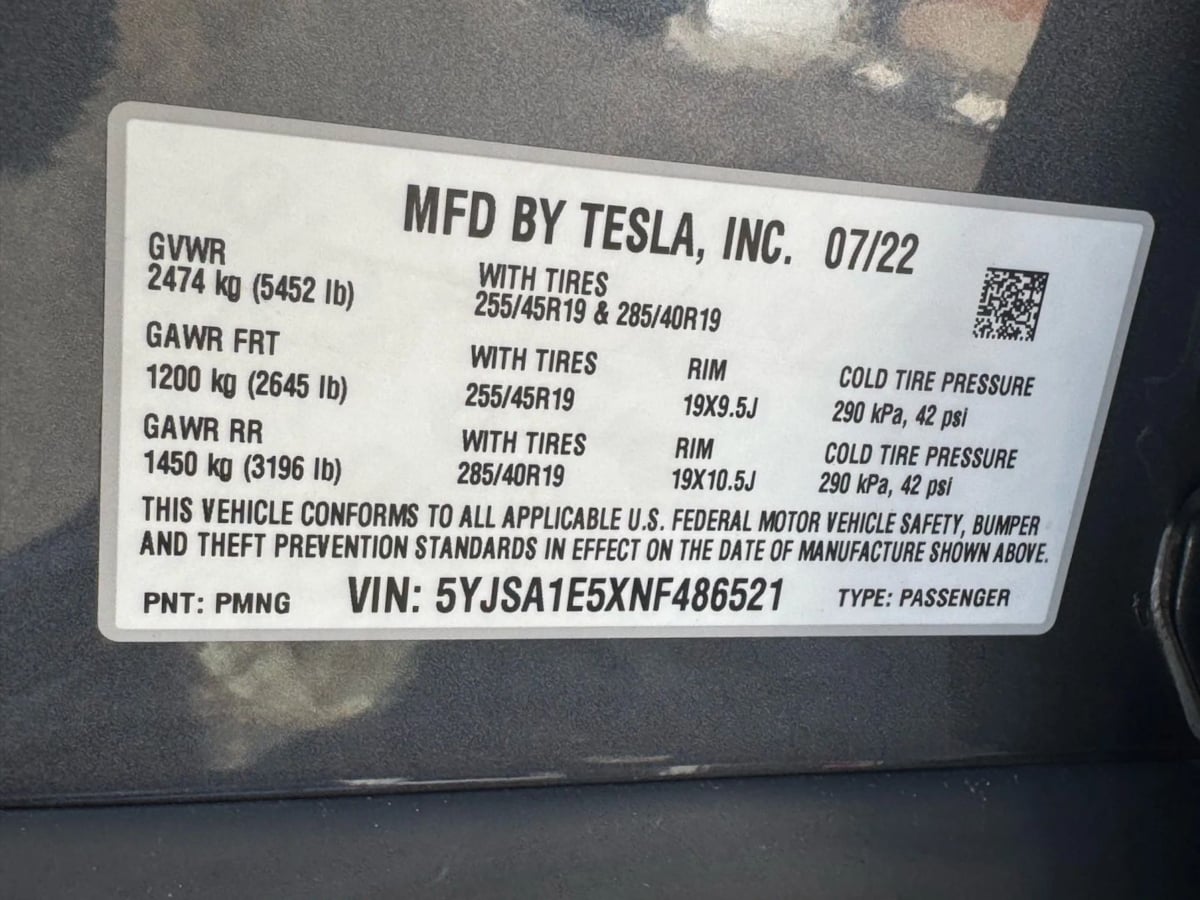 MFD BY TESLA, INC. 07/22
GVWR
2474 kg (5452 lb)
WITH TIRES
255/45R19 & 285/40R19
GAWR FRT
1200 kg (2645 lb)
WITH TIRES
255/45R19
RIM
19X9.5J
COLD TIRE PRESSURE
290 kPa, 42 psi
GAWR RR
1450 kg (3196 lb)
WITH TIRES
285/40R19
RIM
19X10.5J
COLD TIRE PRESSURE
290 kPa, 42 psi
THIS VEHICLE CONFORMS TO ALL APPLICABLE U.S. FEDERAL MOTOR VEHICLE SAFETY, BUMPER
AND THEFT PREVENTION STANDARDS IN EFFECT ON THE DATE OF MANUFACTURE SHOWN ABOVE.
PNT: PMNG VIN: 5YJSA1E5XNF486521 TYPE: PASSENGER